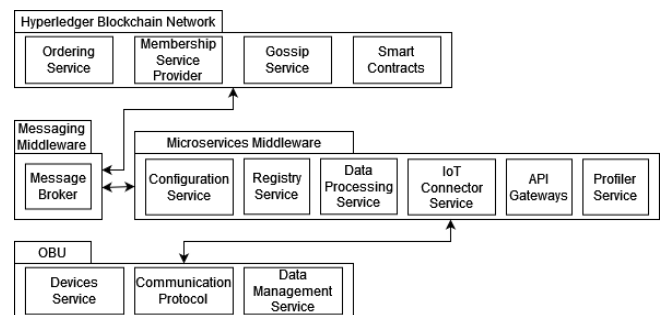 Hyperledger Blockchain Network
Ordering
Service
Membership
Service
Provider
Gossip
Service
Smart
Contracts
Messaging
Middleware
Message
Broker
Microservices Middleware
Configuration
Service
Registry
Service
Data
Processing
Service
IoT
Connector
Service
API
Gateways
Profiler
Service
OBU
Devices
Service
Communication
Protocol
Data
Management
Service